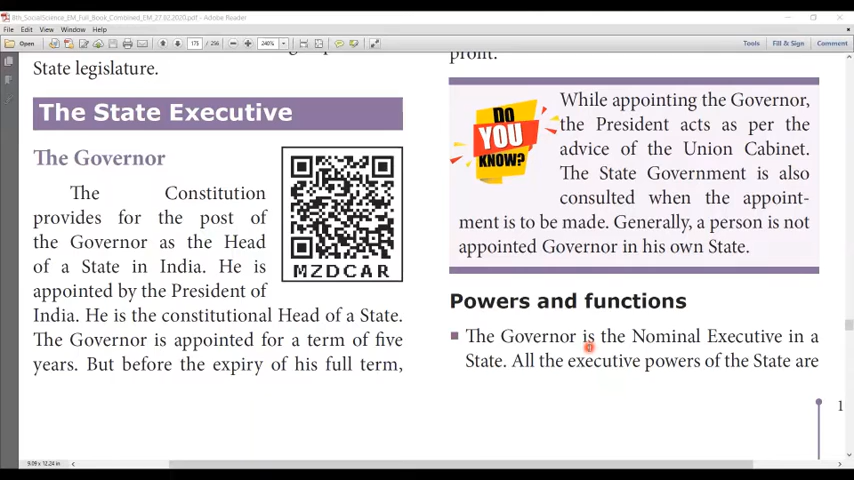 8th_SocialScience_EM_Full_Book_Combined_EM_27.02.2020.pdf - Adobe Reader
File Edit View Window Help
Open
175 / 256
240%
Tools Fill & Sign Comment
State legislature.
The State Executive
The Governor
The Constitution
provides for the post of
the Governor as the Head
of a State in India. He is
appointed by the President of
India. He is the constitutional Head of a State.
The Governor is appointed for a term of five
years. But before the expiry of his full term,
MZDCAR
profit.
DO
YOU
KNOW?
While appointing the Governor,
the President acts as per the
advice of the Union Cabinet.
The State Government is also
consulted when the appoint-
ment is to be made. Generally, a person is not
appointed Governor in his own State.
Powers and functions
The Governor is the Nominal Executive in a
State. All the executive powers of the State are
1
9.09 x 12.24 in